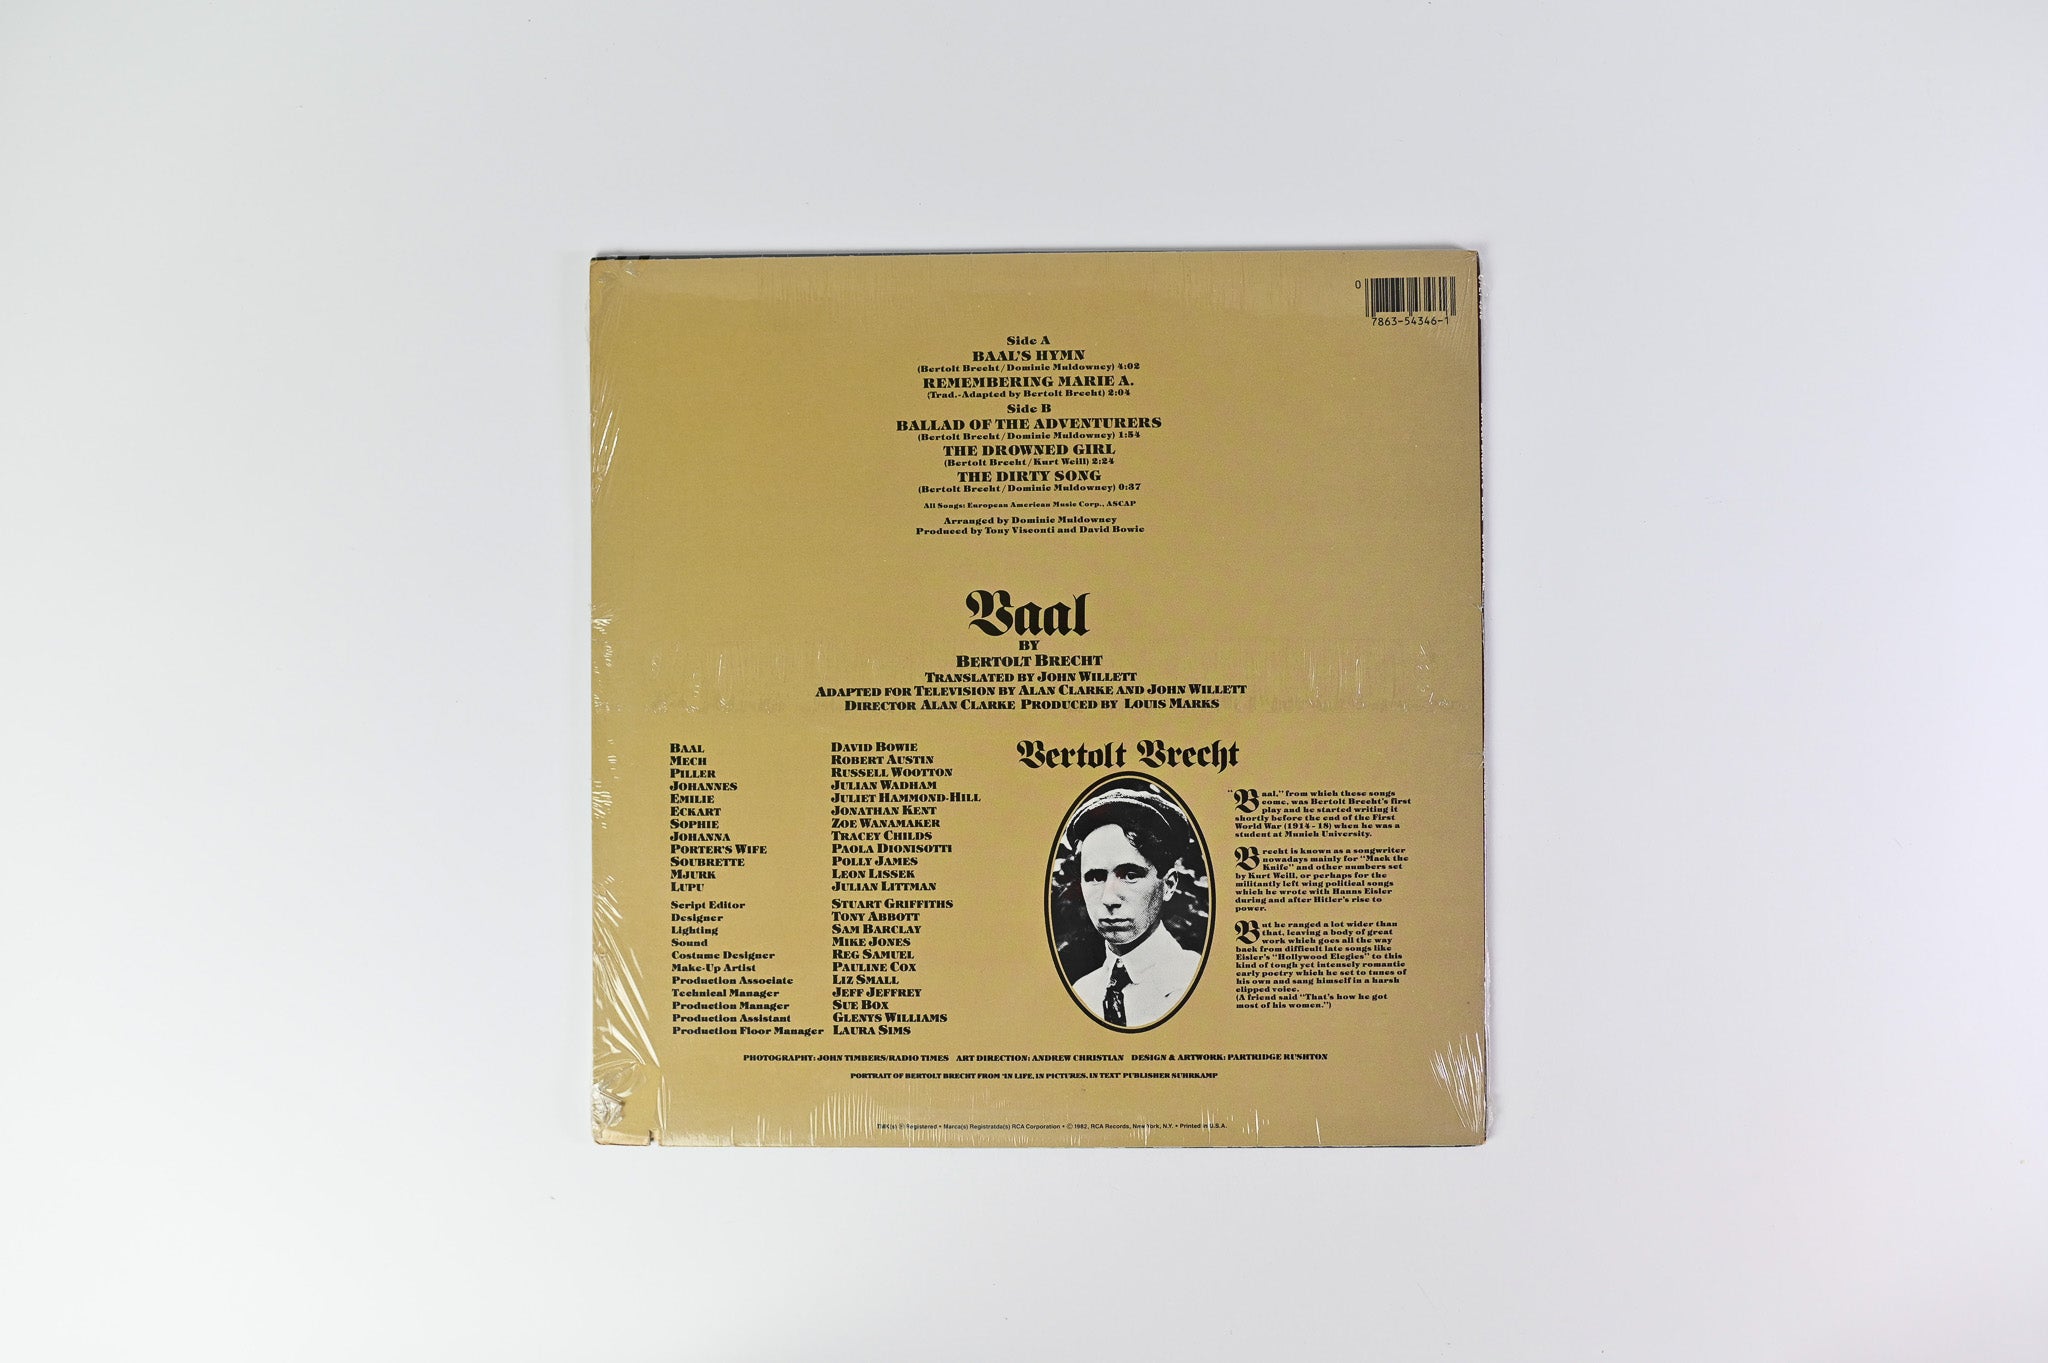 0
7863-54346-1
Side A
BAAL'S HYMN
(Bertolt Brecht/Dominic Muldowney) 4:02
REMEMBERING MARIE A.
(Trad.-Adapted by Bertolt Brecht) 2:04
Side B
BALLAD OF THE ADVENTURERS
(Bertolt Brecht/Dominic Muldowney) 1:54
THE DROWNED GIRL
(Bertolt Brecht/Kurt Weill) 2:24
THE DIRTY SONG
(Bertolt Brecht/Dominic Muldowney) 0:37
All Songs: European American Music Corp., ASCAP
Arranged by Dominic Muldowney
Produced by Tony Visconti and David Bowie
Baal
BY
BERTOLT BRECHT
TRANSLATED BY JOHN WILLETT
ADAPTED FOR TELEVISION BY ALAN CLARKE AND JOHN WILLETT
DIRECTOR ALAN CLARKE PRODUCED BY LOUIS MARKS
BAAL DAVID BOWIE
MECH ROBERT AUSTIN
PILLER RUSSELL WOOTTON
JOHANNES JULIAN WADHAM
EMILIE JULIET HAMMOND-HILL
ECKART JONATHAN KENT
SOPHIE ZOE WANAMAKER
JOHANNA TRACEY CHILDS
PORTER'S WIFE PAOLA DIONISOTTI
SOUBRETTE POLLY JAMES
MJURK LEON LISSEK
LUPU JULIAN LITTMAN
Script Editor STUART GRIFFITHS
Designer TONY ABBOTT
Lighting SAM BARCLAY
Sound MIKE JONES
Costume Designer REG SAMUEL
Make-Up Artist PAULINE COX
Production Associate LIZ SMALL
Technical Manager JEFF JEFFREY
Production Manager SUE BOX
Production Assistant GLENYS WILLIAMS
Production Floor Manager LAURA SIMS
Bertolt Brecht
"Baal," from which these songs
come, was Bertolt Brecht's first
play and he started writing it
shortly before the end of the First
World War (1914-18) when he was a
student at Munich University.
Brecht is known as a songwriter
nowadays mainly for "Mack the
Knife" and other numbers set
by Kurt Weill, or perhaps for the
militantly left wing political songs
which he wrote with Hanns Eisler
during and after Hitler's rise to
power.
But he ranged a lot wider than
that, leaving a body of great
work which goes all the way
back from difficult late songs like
Eisler's "Hollywood Elegies" to this
kind of tough yet intensely romantic
early poetry which he set to tunes of
his own and sang himself in a harsh
clipped voice.
(A friend said "That's how he got
most of his women.")
PHOTOGRAPHY: JOHN TIMBERS/RADIO TIMES ART DIRECTION: ANDREW CHRISTIAN DESIGN & ARTWORK: PARTRIDGE RUSHTON
PORTRAIT OF BERTOLT BRECHT FROM 'IN LIFE, IN PICTURES, IN TEXT' PUBLISHER SUHRKAMP
TMK(s) ® Registered • Marca(s) Registrada(s) RCA Corporation • © 1982, RCA Records, New York, N.Y. • Printed in U.S.A.